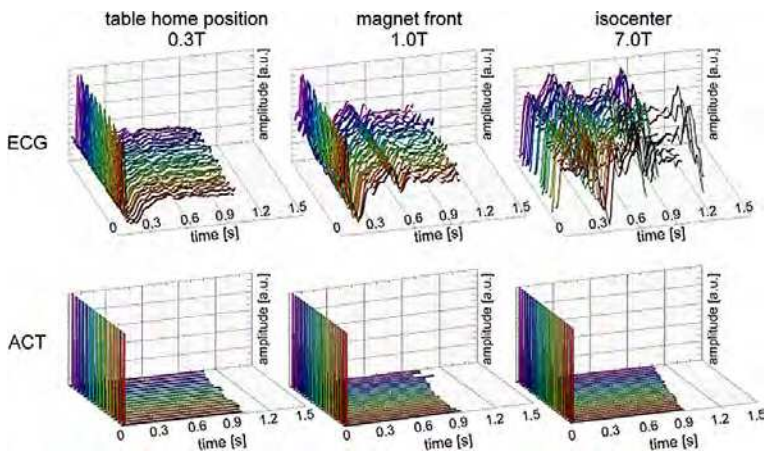 table home position magnet front isocenter
0.3T 1.0T 7.0T
ECG
amplitude [a.u.] amplitude [a.u.] amplitude [a.u.]
0 0.3 0.6 0.9 1.2 1.5 0 0.3 0.6 0.9 1.2 1.5 0 0.3 0.6 0.9 1.2 1.5
time [s] time [s] time [s]
ACT
amplitude [a.u.] amplitude [a.u.] amplitude [a.u.]
0 0.3 0.6 0.9 1.2 1.5 0 0.3 0.6 0.9 1.2 1.5 0 0.3 0.6 0.9 1.2 1.5
time [s] time [s] time [s]